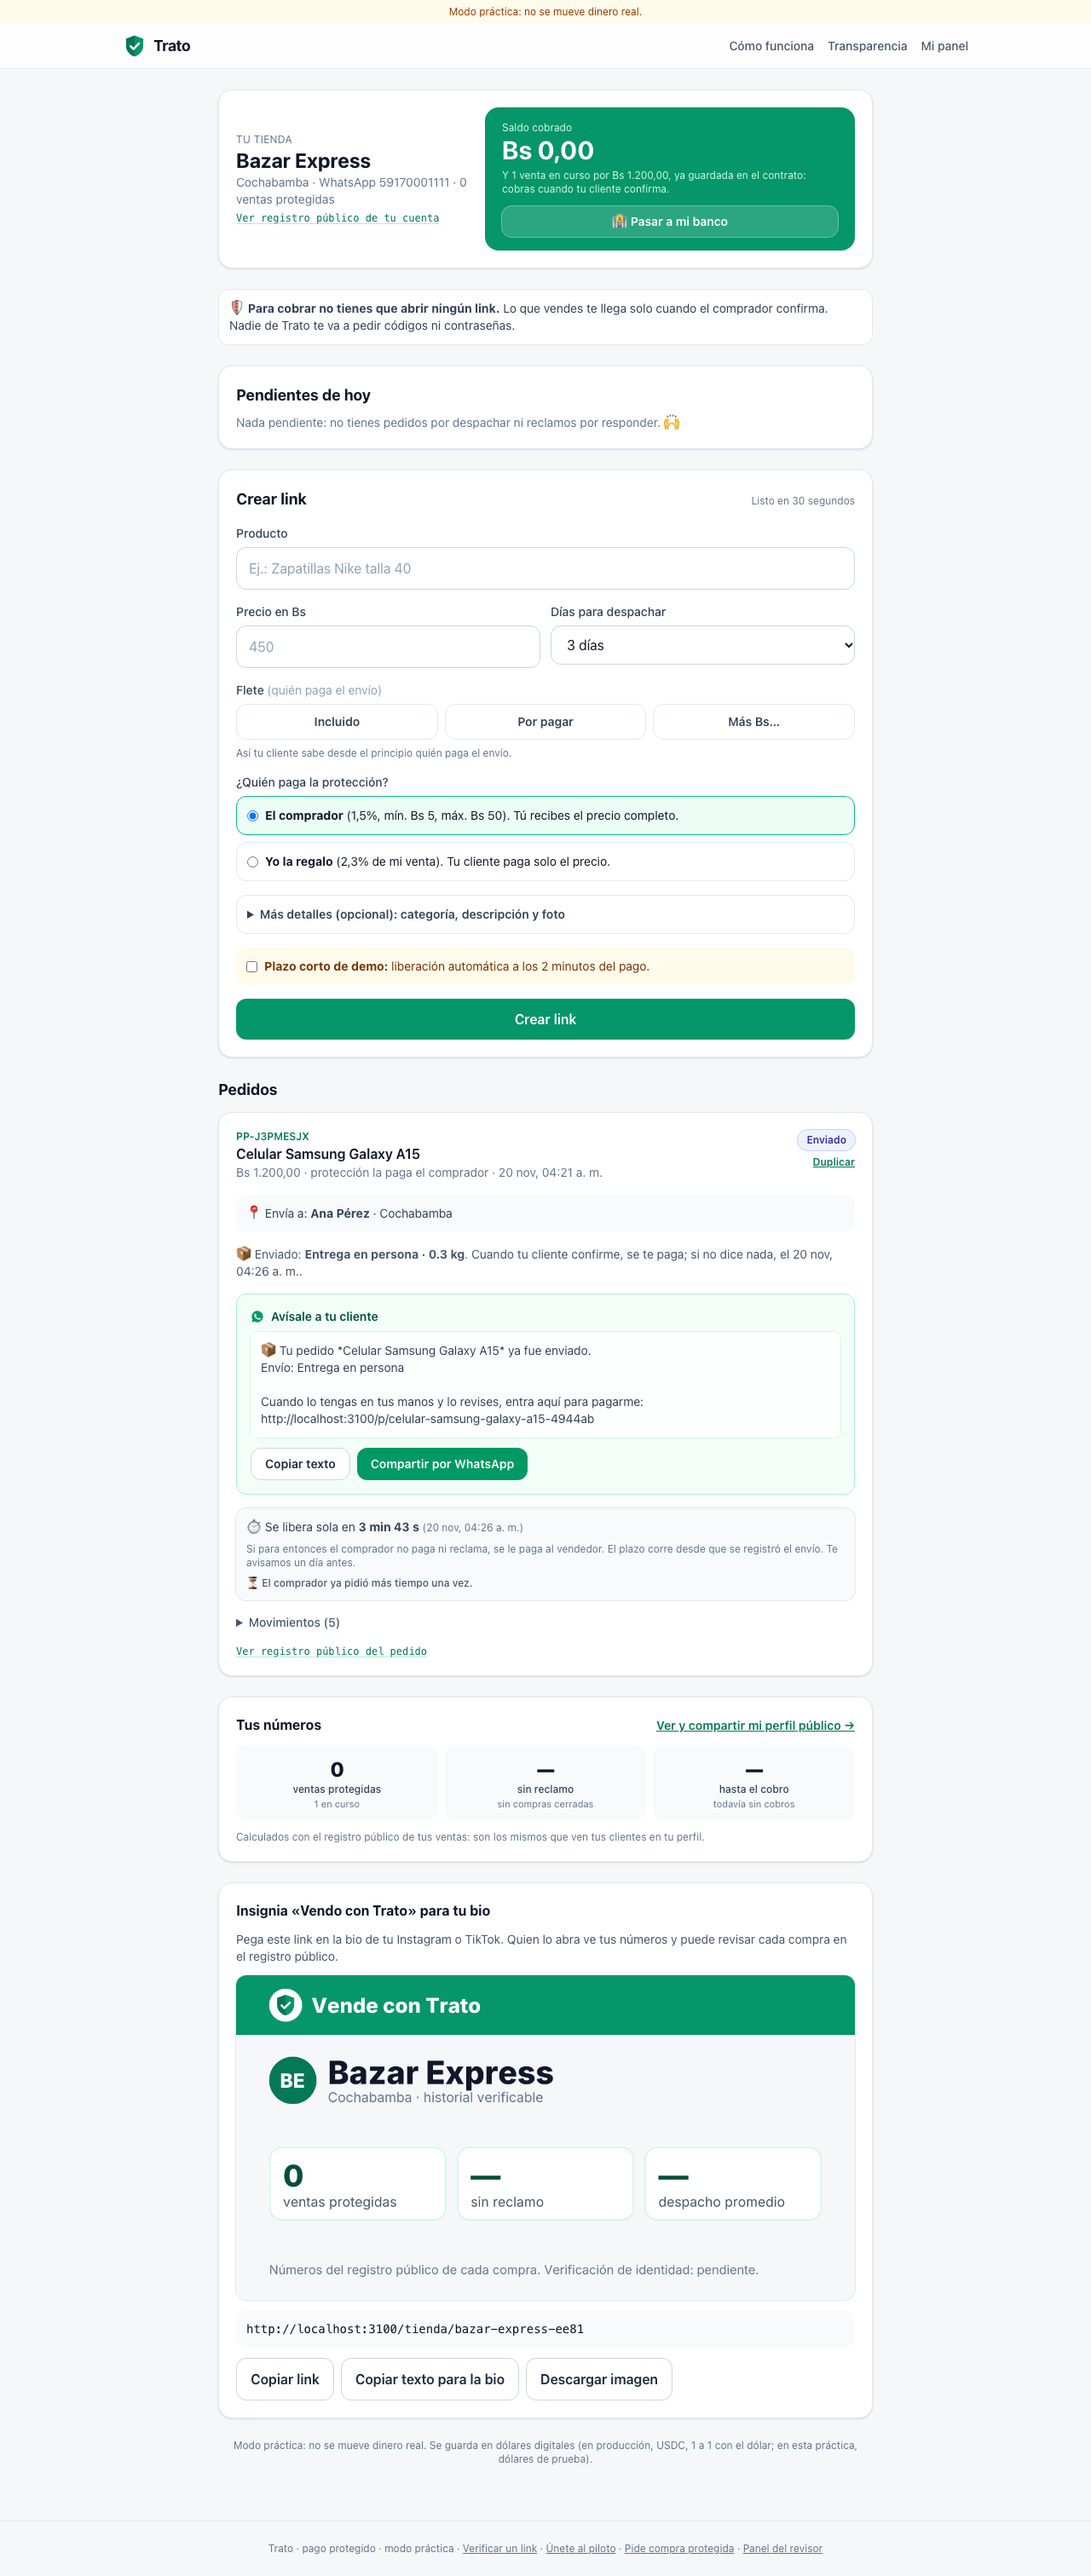 Modo práctica: no se mueve dinero real.
Trato
Cómo funciona Transparencia Mi panel
TU TIENDA
Bazar Express
Cochabamba · WhatsApp 59170001111 · 0
ventas protegidas
Ver registro público de tu cuenta
Saldo cobrado
Bs 0,00
Y 1 venta en curso por Bs 1.200,00, ya guardada en el contrato:
cobras cuando tu cliente confirma.
🏦 Pasar a mi banco
🛡️ Para cobrar no tienes que abrir ningún link. Lo que vendes te llega solo cuando el comprador confirma.
Nadie de Trato te va a pedir códigos ni contraseñas.
Pendientes de hoy
Nada pendiente: no tienes pedidos por despachar ni reclamos por responder. 🙌
Crear link
Listo en 30 segundos
Producto
Ej.: Zapatillas Nike talla 40
Precio en Bs
Días para despachar
450
3 días
Flete (quién paga el envío)
Incluido
Por pagar
Más Bs...
Así tu cliente sabe desde el principio quién paga el envío.
¿Quién paga la protección?
El comprador (1,5%, mín. Bs 5, máx. Bs 50). Tú recibes el precio completo.
Yo la regalo (2,3% de mi venta). Tu cliente paga solo el precio.
▶ Más detalles (opcional): categoría, descripción y foto
Plazo corto de demo: liberación automática a los 2 minutos del pago.
Crear link
Pedidos
PP-J3PMESJX
Enviado
Celular Samsung Galaxy A15
Duplicar
Bs 1.200,00 · protección la paga el comprador · 20 nov, 04:21 a. m.
📍 Envía a: Ana Pérez · Cochabamba
📦 Enviado: Entrega en persona · 0.3 kg. Cuando tu cliente confirme, se te paga; si no dice nada, el 20 nov,
04:26 a. m..
Avísale a tu cliente
📦 Tu pedido *Celular Samsung Galaxy A15* ya fue enviado.
Envío: Entrega en persona
Cuando lo tengas en tus manos y lo revises, entra aquí para pagarme:
http://localhost:3100/p/celular-samsung-galaxy-a15-4944ab
Copiar texto
Compartir por WhatsApp
⏱️ Se libera sola en 3 min 43 s (20 nov, 04:26 a. m.)
Si para entonces el comprador no paga ni reclama, se le paga al vendedor. El plazo corre desde que se registró el envío. Te
avisamos un día antes.
⏳ El comprador ya pidió más tiempo una vez.
▶ Movimientos (5)
Ver registro público del pedido
Tus números
Ver y compartir mi perfil público →
0
ventas protegidas
1 en curso
—
sin reclamo
sin compras cerradas
—
hasta el cobro
todavía sin cobros
Calculados con el registro público de tus ventas: son los mismos que ven tus clientes en tu perfil.
Insignia «Vendo con Trato» para tu bio
Pega este link en la bio de tu Instagram o TikTok. Quien lo abra ve tus números y puede revisar cada compra en
el registro público.
Vende con Trato
BE
Bazar Express
Cochabamba · historial verificable
0
ventas protegidas
—
sin reclamo
—
despacho promedio
Números del registro público de cada compra. Verificación de identidad: pendiente.
http://localhost:3100/tienda/bazar-express-ee81
Copiar link
Copiar texto para la bio
Descargar imagen
Modo práctica: no se mueve dinero real. Se guarda en dólares digitales (en producción, USDC, 1 a 1 con el dólar; en esta práctica,
dólares de prueba).
Trato · pago protegido · modo práctica · Verificar un link · Únete al piloto · Pide compra protegida · Panel del revisor